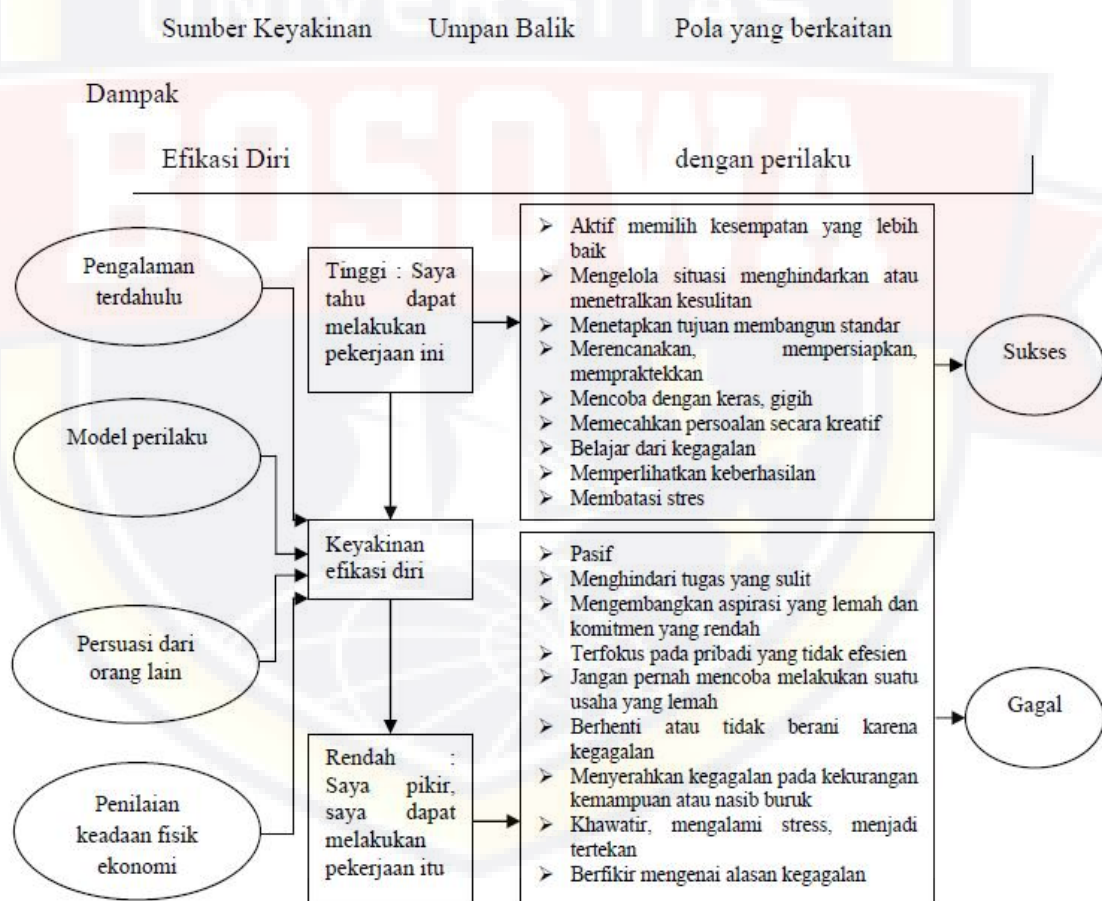 UNIVERSITAS
BOSOWA
Sumber Keyakinan Umpan Balik Pola yang berkaitan
Dampak
Efikasi Diri dengan perilaku
Pengalaman
terdahulu
Model perilaku
Persuasi dari
orang lain
Penilaian
keadaan fisik
ekonomi
Tinggi : Saya
tahu dapat
melakukan
pekerjaan ini
Keyakinan
efikasi diri
Rendah :
Saya pikir,
saya dapat
melakukan
pekerjaan itu
➢ Aktif memilih kesempatan yang lebih
baik
➢ Mengelola situasi menghindarkan atau
menetralkan kesulitan
➢ Menetapkan tujuan membangun standar
➢ Merencanakan, mempersiapkan,
mempraktekkan
➢ Mencoba dengan keras, gigih
➢ Memecahkan persoalan secara kreatif
➢ Belajar dari kegagalan
➢ Memperlihatkan keberhasilan
➢ Membatasi stres
➢ Pasif
➢ Menghindari tugas yang sulit
➢ Mengembangkan aspirasi yang lemah dan
komitmen yang rendah
➢ Terfokus pada pribadi yang tidak efesien
➢ Jangan pernah mencoba melakukan suatu
usaha yang lemah
➢ Berhenti atau tidak berani karena
kegagalan
➢ Menyerahkan kegagalan pada kekurangan
kemampuan atau nasib buruk
➢ Khawatir, mengalami stress, menjadi
tertekan
➢ Berfikir mengenai alasan kegagalan
Sukses
Gagal